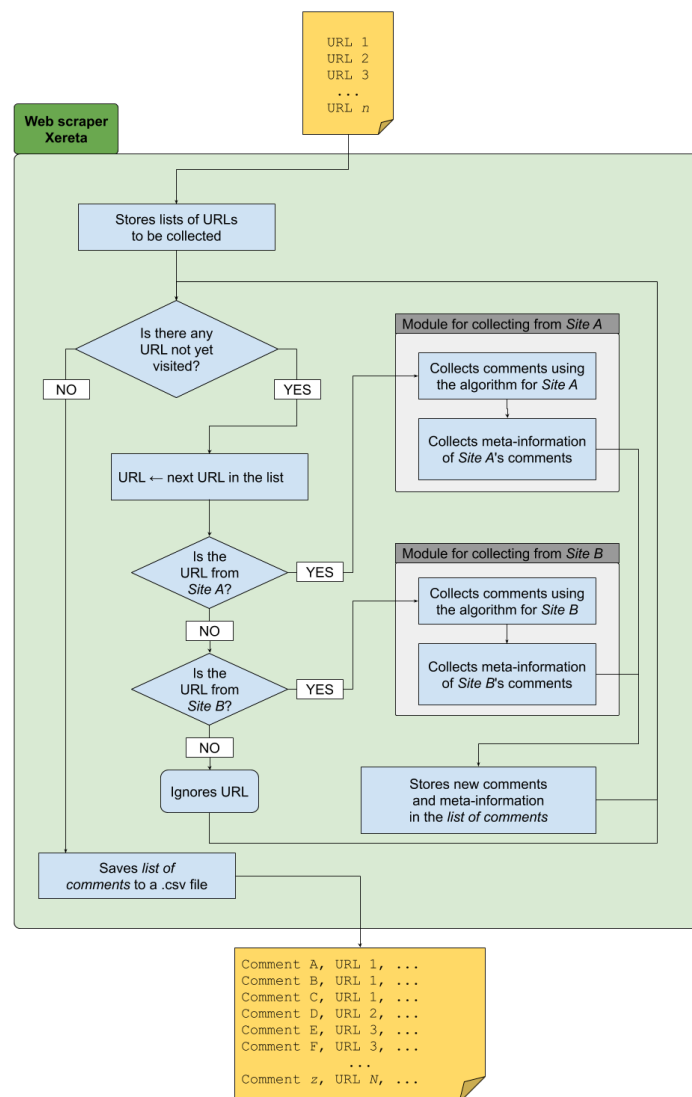 URL 1
URL 2
URL 3
...
URL n
Web scraper
Xereta
Stores lists of URLs
to be collected
Is there any
URL not yet
visited?
NO
YES
URL ← next URL in the list
Is the
URL from
Site A?
YES
NO
Is the
URL from
Site B?
YES
NO
Ignores URL
Module for collecting from Site A
Collects comments using
the algorithm for Site A
Collects meta-information
of Site A's comments
Module for collecting from Site B
Collects comments using
the algorithm for Site B
Collects meta-information
of Site B's comments
Stores new comments
and meta-information
in the list of comments
Saves list of
comments to a .csv file
Comment A, URL 1, ...
Comment B, URL 1, ...
Comment C, URL 1, ...
Comment D, URL 2, ...
Comment E, URL 3, ...
Comment F, URL 3, ...
...
Comment z, URL N, ...